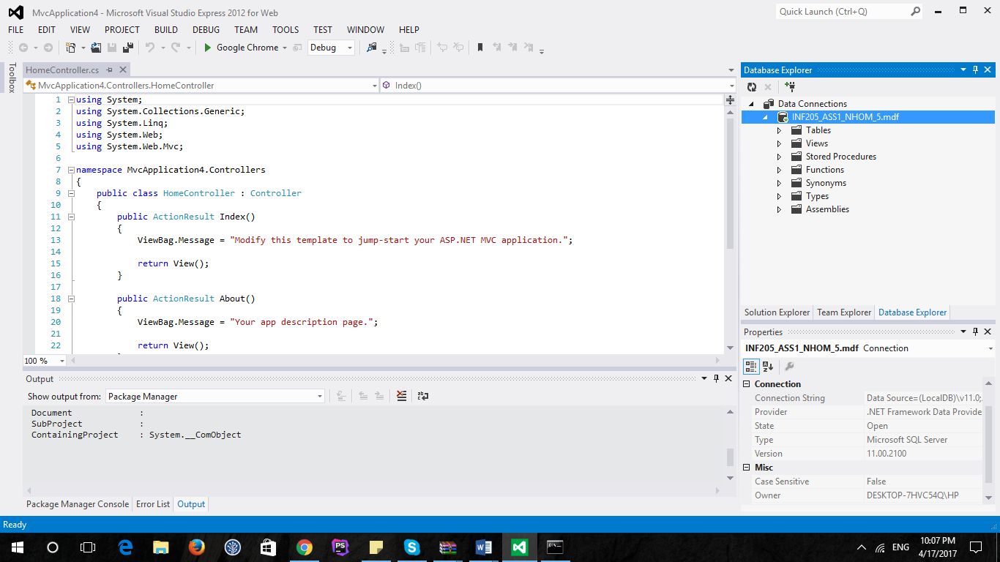 MvcApplication4 - Microsoft Visual Studio Express 2012 for Web
Quick Launch (Ctrl+Q)
FILE EDIT VIEW PROJECT BUILD DEBUG TEAM TOOLS TEST WINDOW HELP
Google Chrome Debug
Toolbox
HomeController.cs
MvcApplication4.Controllers.HomeController Index()
1 using System;
2 using System.Collections.Generic;
3 using System.Linq;
4 using System.Web;
5 using System.Web.Mvc;
6
7 namespace MvcApplication4.Controllers
8 {
9 public class HomeController : Controller
10 {
11 public ActionResult Index()
12 {
13 ViewBag.Message = "Modify this template to jump-start your ASP.NET MVC application.";
14
15 return View();
16 }
17
18 public ActionResult About()
19 {
20 ViewBag.Message = "Your app description page.";
21
22 return View();
100 %
Output
Show output from: Package Manager
Document :
SubProject :
ContainingProject : System.__ComObject
Package Manager Console Error List Output
Database Explorer
Data Connections
INF205_ASS1_NHOM_5.mdf
Tables
Views
Stored Procedures
Functions
Synonyms
Types
Assemblies
Solution Explorer Team Explorer Database Explorer
Properties
INF205_ASS1_NHOM_5.mdf Connection
Connection
Connection String Data Source=(LocalDB)\v11.0;
Provider .NET Framework Data Provide
State Open
Type Microsoft SQL Server
Version 11.00.2100
Misc
Case Sensitive False
Owner DESKTOP-7HVC54Q\HP
Ready
ENG
10:07 PM
4/17/2017